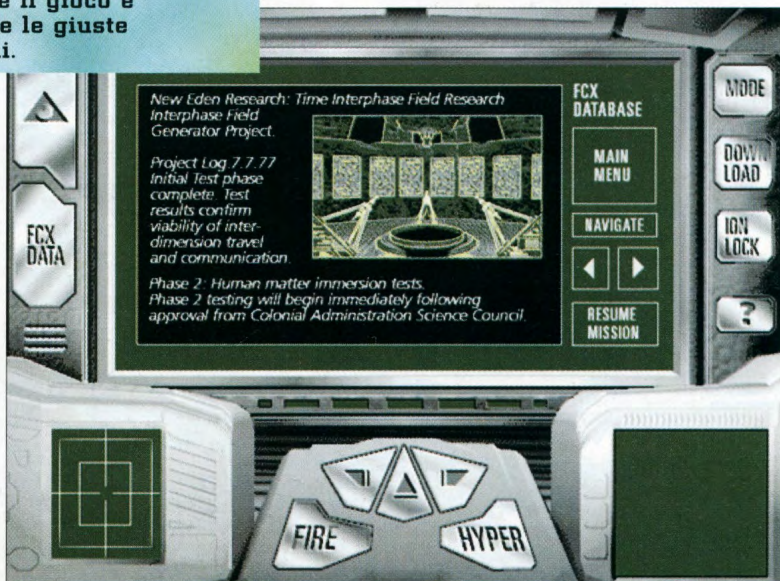 e il gioco e
e le giuste
i.
New Eden Research: Time Interphase Field Research
Interphase Field
Generator Project.
Project Log 7.7.77
Initial Test phase
complete. Test
results confirm
viability of inter-
dimension travel
and communication.
Phase 2: Human matter immersion tests.
Phase 2 testing will begin immediately following
approval from Colonial Administration Science Council.
FCX
DATABASE
MAIN
MENU
NAVIGATE
RESUME
MISSION
FCX
DATA
MODE
DOWN
LOAD
ION
LOCK
?
FIRE
HYPER